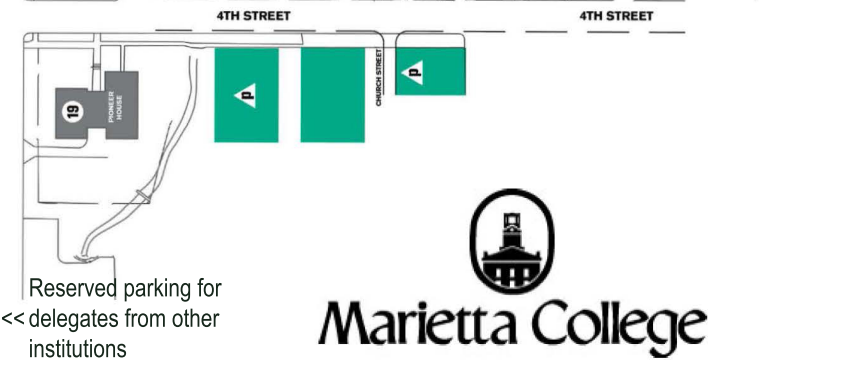 4TH STREET
4TH STREET
CHURCH STREET
P
P
19
PIONEER
HOUSE
Reserved parking for
<< delegates from other
institutions
Marietta College